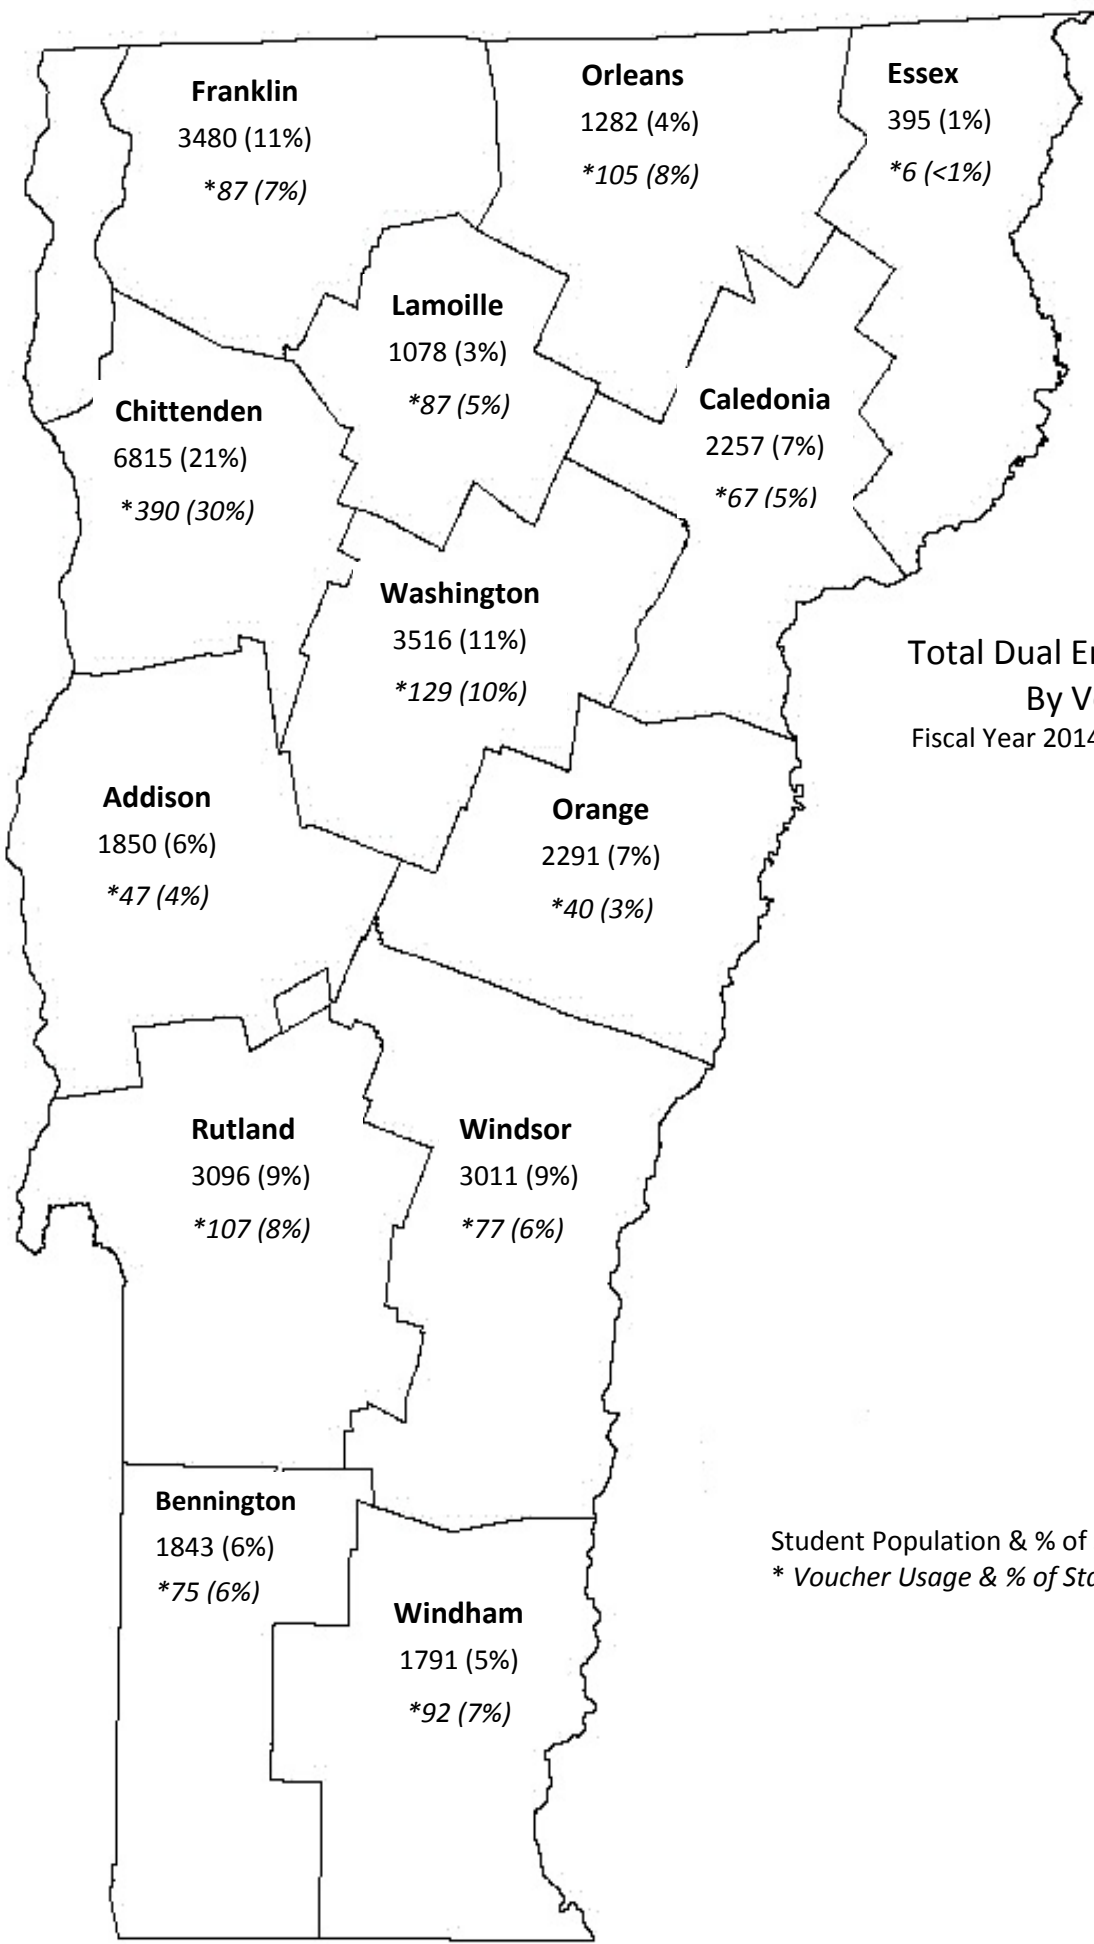 Franklin
3480 (11%)
*87 (7%)
Orleans
1282 (4%)
*105 (8%)
Essex
395 (1%)
*6 (<1%)
Lamoille
1078 (3%)
*87 (5%)
Chittenden
6815 (21%)
*390 (30%)
Caledonia
2257 (7%)
*67 (5%)
Washington
3516 (11%)
*129 (10%)
Total Dual
By
Fiscal Year 2014
Addison
1850 (6%)
*47 (4%)
Orange
2291 (7%)
*40 (3%)
Rutland
3096 (9%)
*107 (8%)
Windsor
3011 (9%)
*77 (6%)
Bennington
1843 (6%)
*75 (6%)
Student Population & % of
* Voucher Usage & % of
Windham
1791 (5%)
*92 (7%)